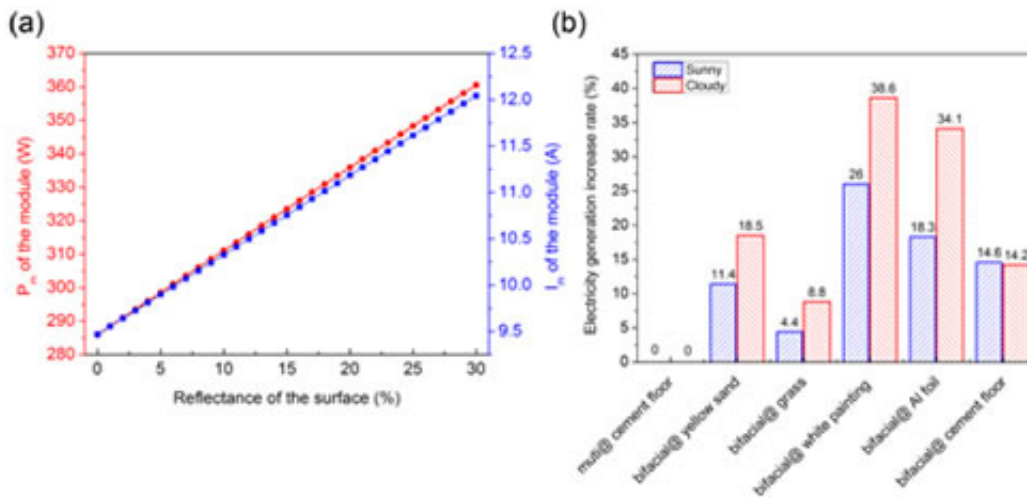 (a)
370
360
350
340
330
320
310
300
290
280
Pm of the module (W)
12.5
12.0
11.5
11.0
10.5
10.0
9.5
Im of the module (A)
0 5 10 15 20 25 30
Reflectance of the surface (%)
(b)
45
40
35
30
25
20
15
10
5
0
Electricity generation increase rate (%)
Sunny
Cloudy
0 0
11.4 18.5
4.4 8.8
26 38.6
18.3 34.1
14.6 14.2
muti@ cement floor
bifacial@ yellow sand
bifacial@ grass
bifacial@ white painting
bifacial@ Al foil
bifacial@ cement floor